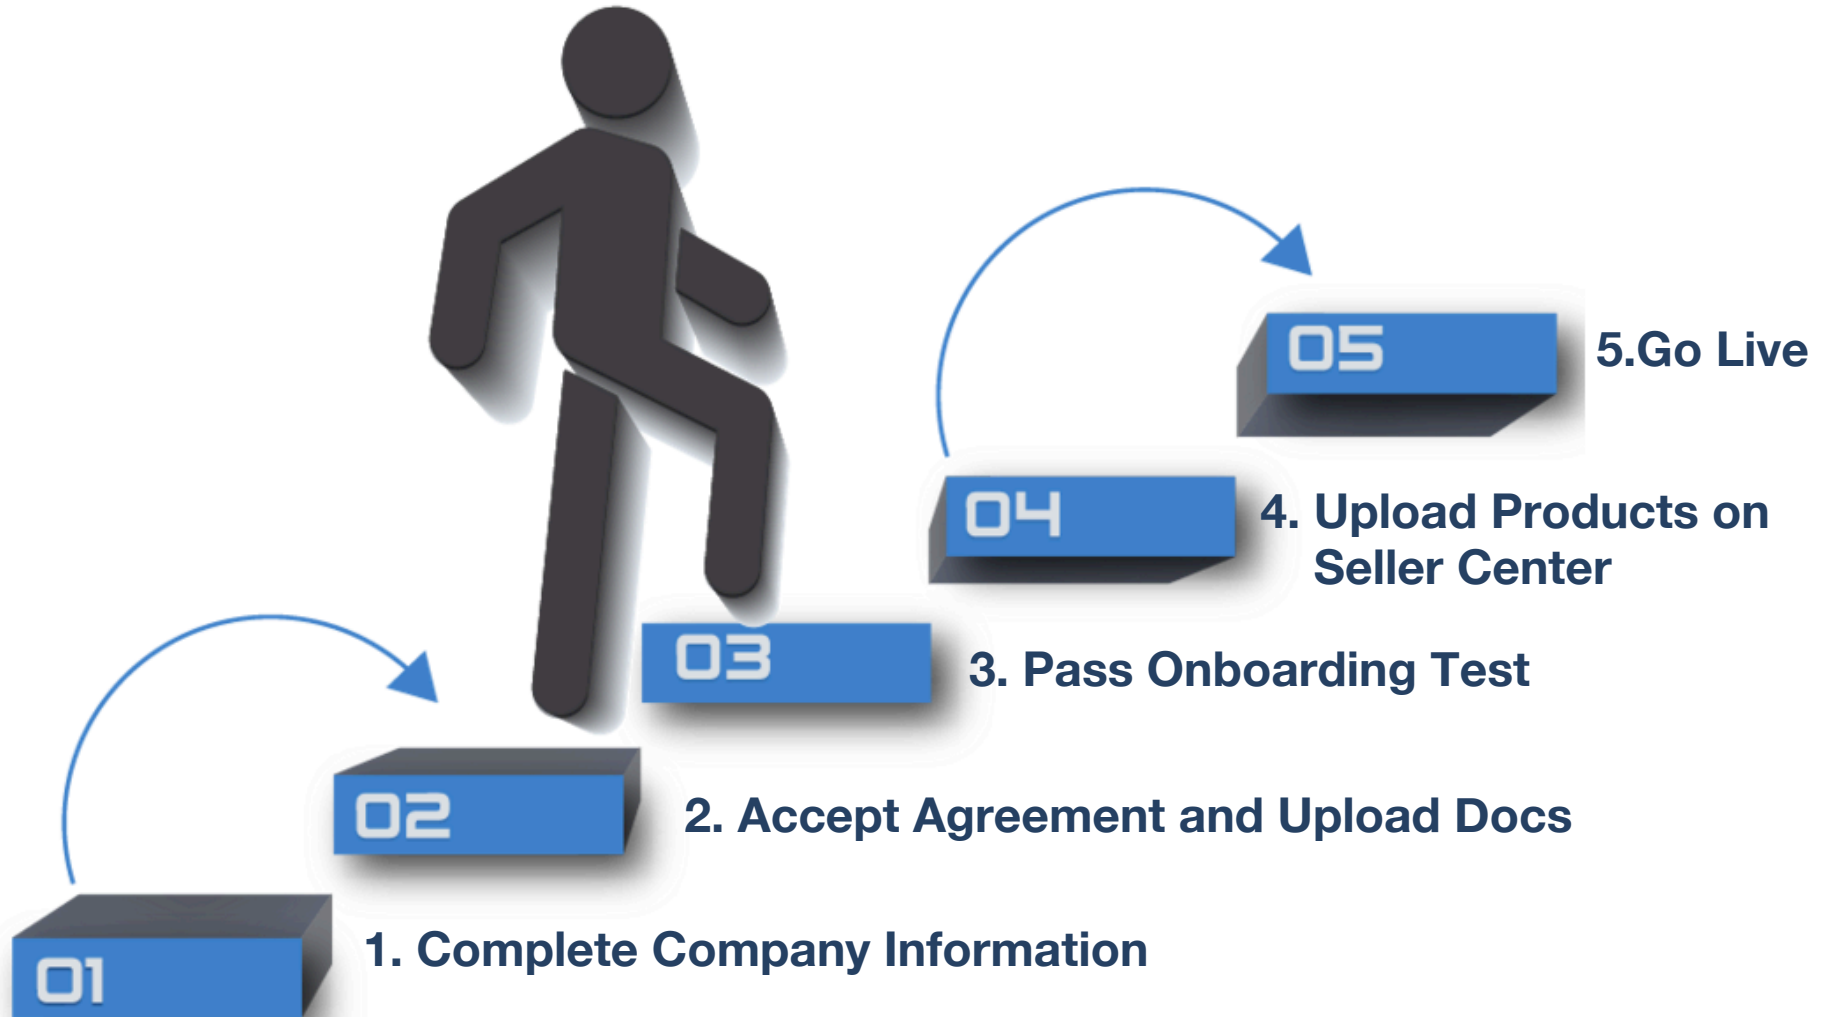 05
5.Go Live
04
4. Upload Products on
Seller Center
03
3. Pass Onboarding Test
02
2. Accept Agreement and Upload Docs
01
1. Complete Company Information